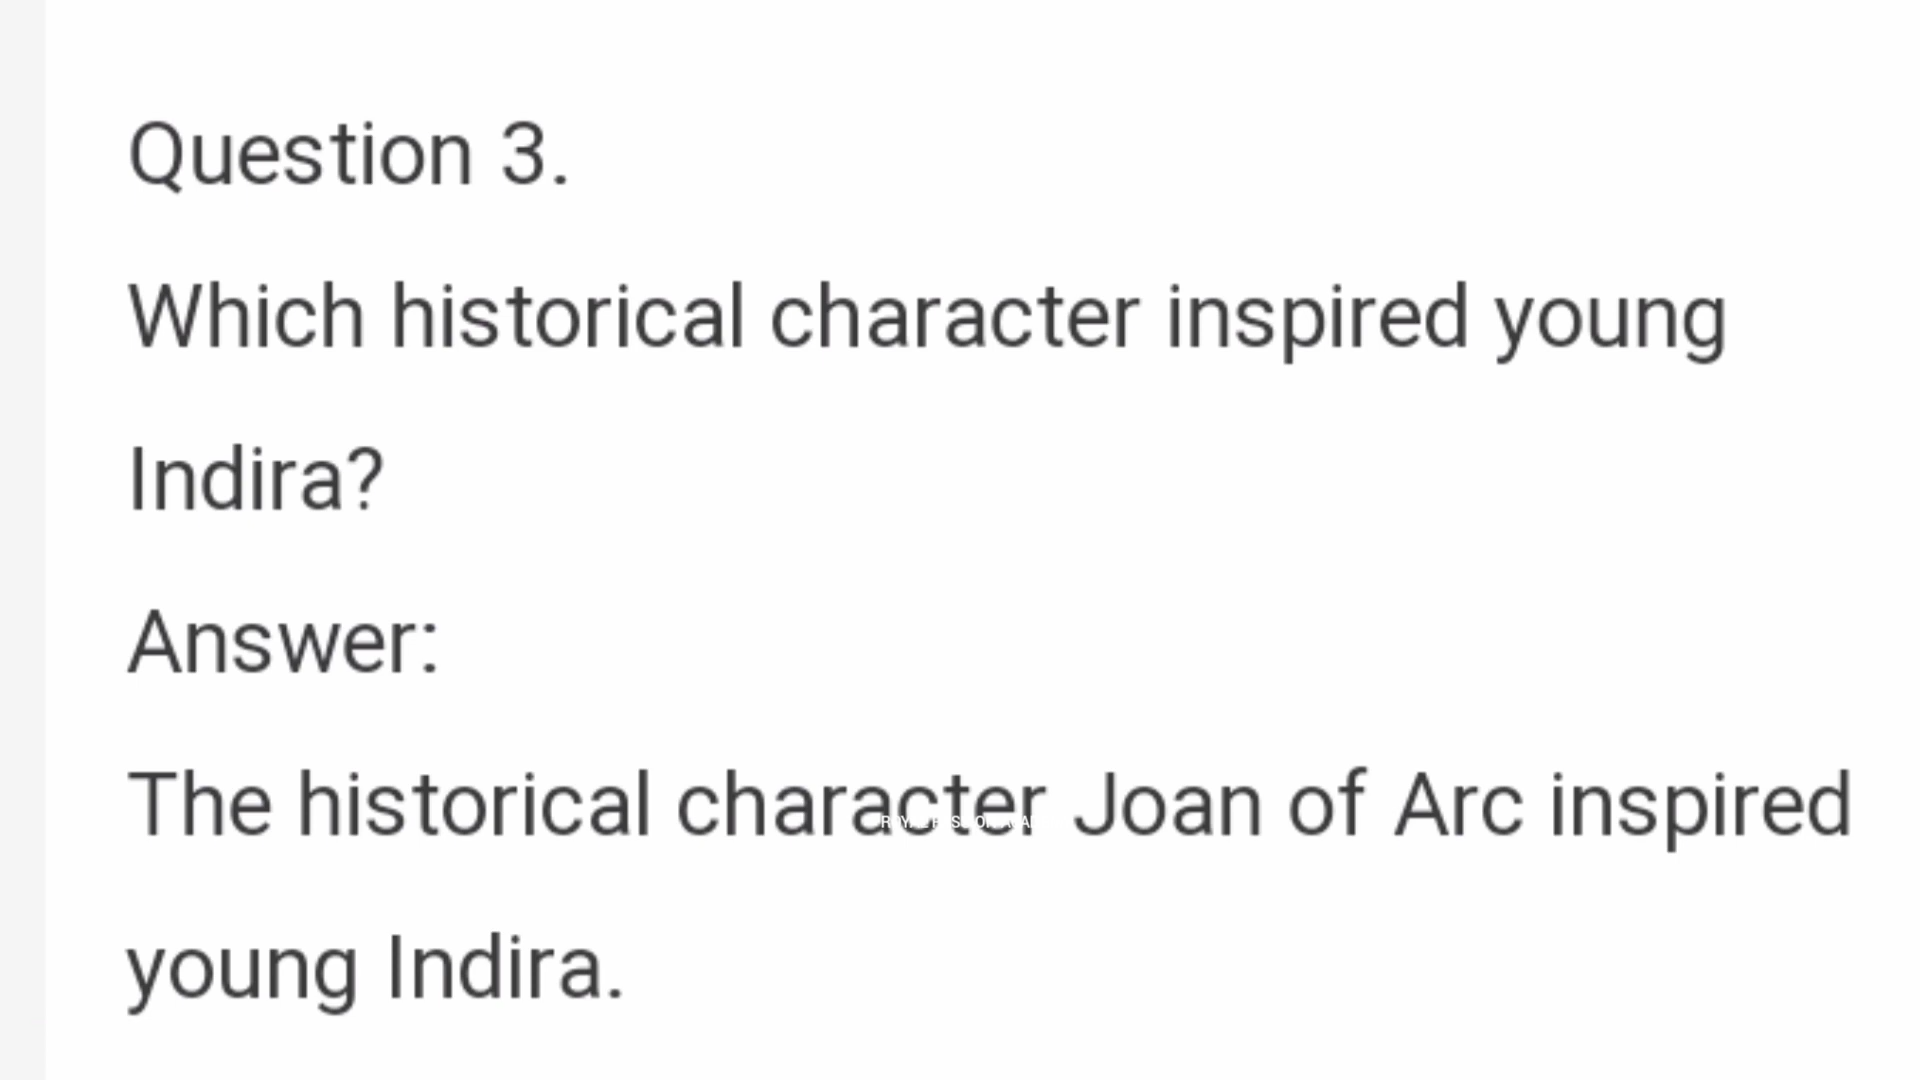 Question 3.
Which historical character inspired young
Indira?
Answer:
The historical character Joan of Arc inspired
young Indira.